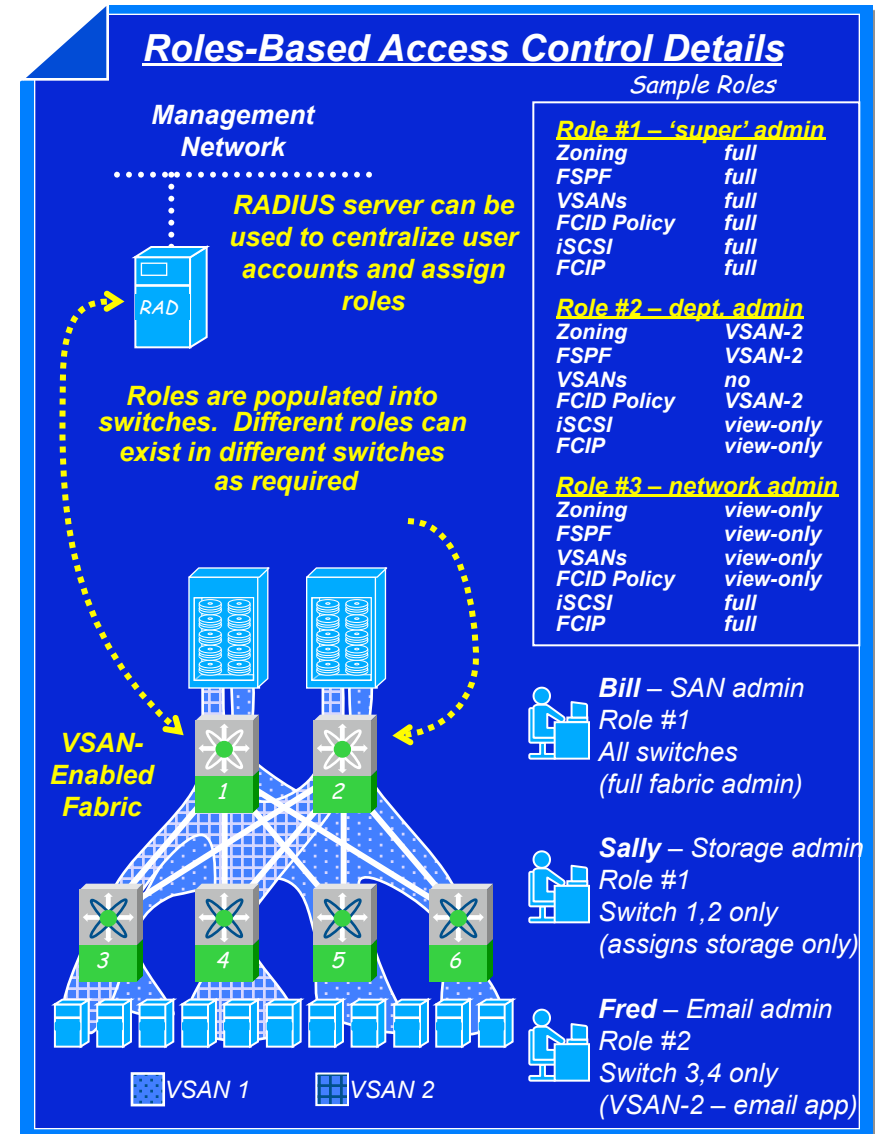 Roles-Based Access Control Details
Sample Roles
Management
Network
RADIUS server can be
used to centralize user
accounts and assign
roles
RAD
Roles are populated into
switches. Different roles can
exist in different switches
as required
Role #1 – ‘super’ admin
Zoning full
FSPF full
VSANs full
FCID Policy full
iSCSI full
FCIP full
Role #2 – dept. admin
Zoning VSAN-2
FSPF VSAN-2
VSANs no
FCID Policy VSAN-2
iSCSI view-only
FCIP view-only
Role #3 – network admin
Zoning view-only
FSPF view-only
VSANs view-only
FCID Policy view-only
iSCSI full
FCIP full
VSAN-
Enabled
Fabric
1 2
3 4 5 6
VSAN 1 VSAN 2
Bill – SAN admin
Role #1
All switches
(full fabric admin)
Sally – Storage admin
Role #1
Switch 1,2 only
(assigns storage only)
Fred – Email admin
Role #2
Switch 3,4 only
(VSAN-2 – email app)